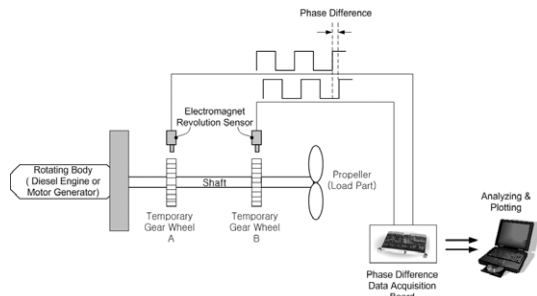 Phase Difference
Electromagnet
Revolution Sensor
Rotating Body
( Diesel Engine or
Motor Generator)
Shaft
Propeller
(Load Part)
Temporary
Gear Wheel
A
Temporary
Gear Wheel
B
Analyzing &
Plotting
Phase Difference
Data Acquisition
Board